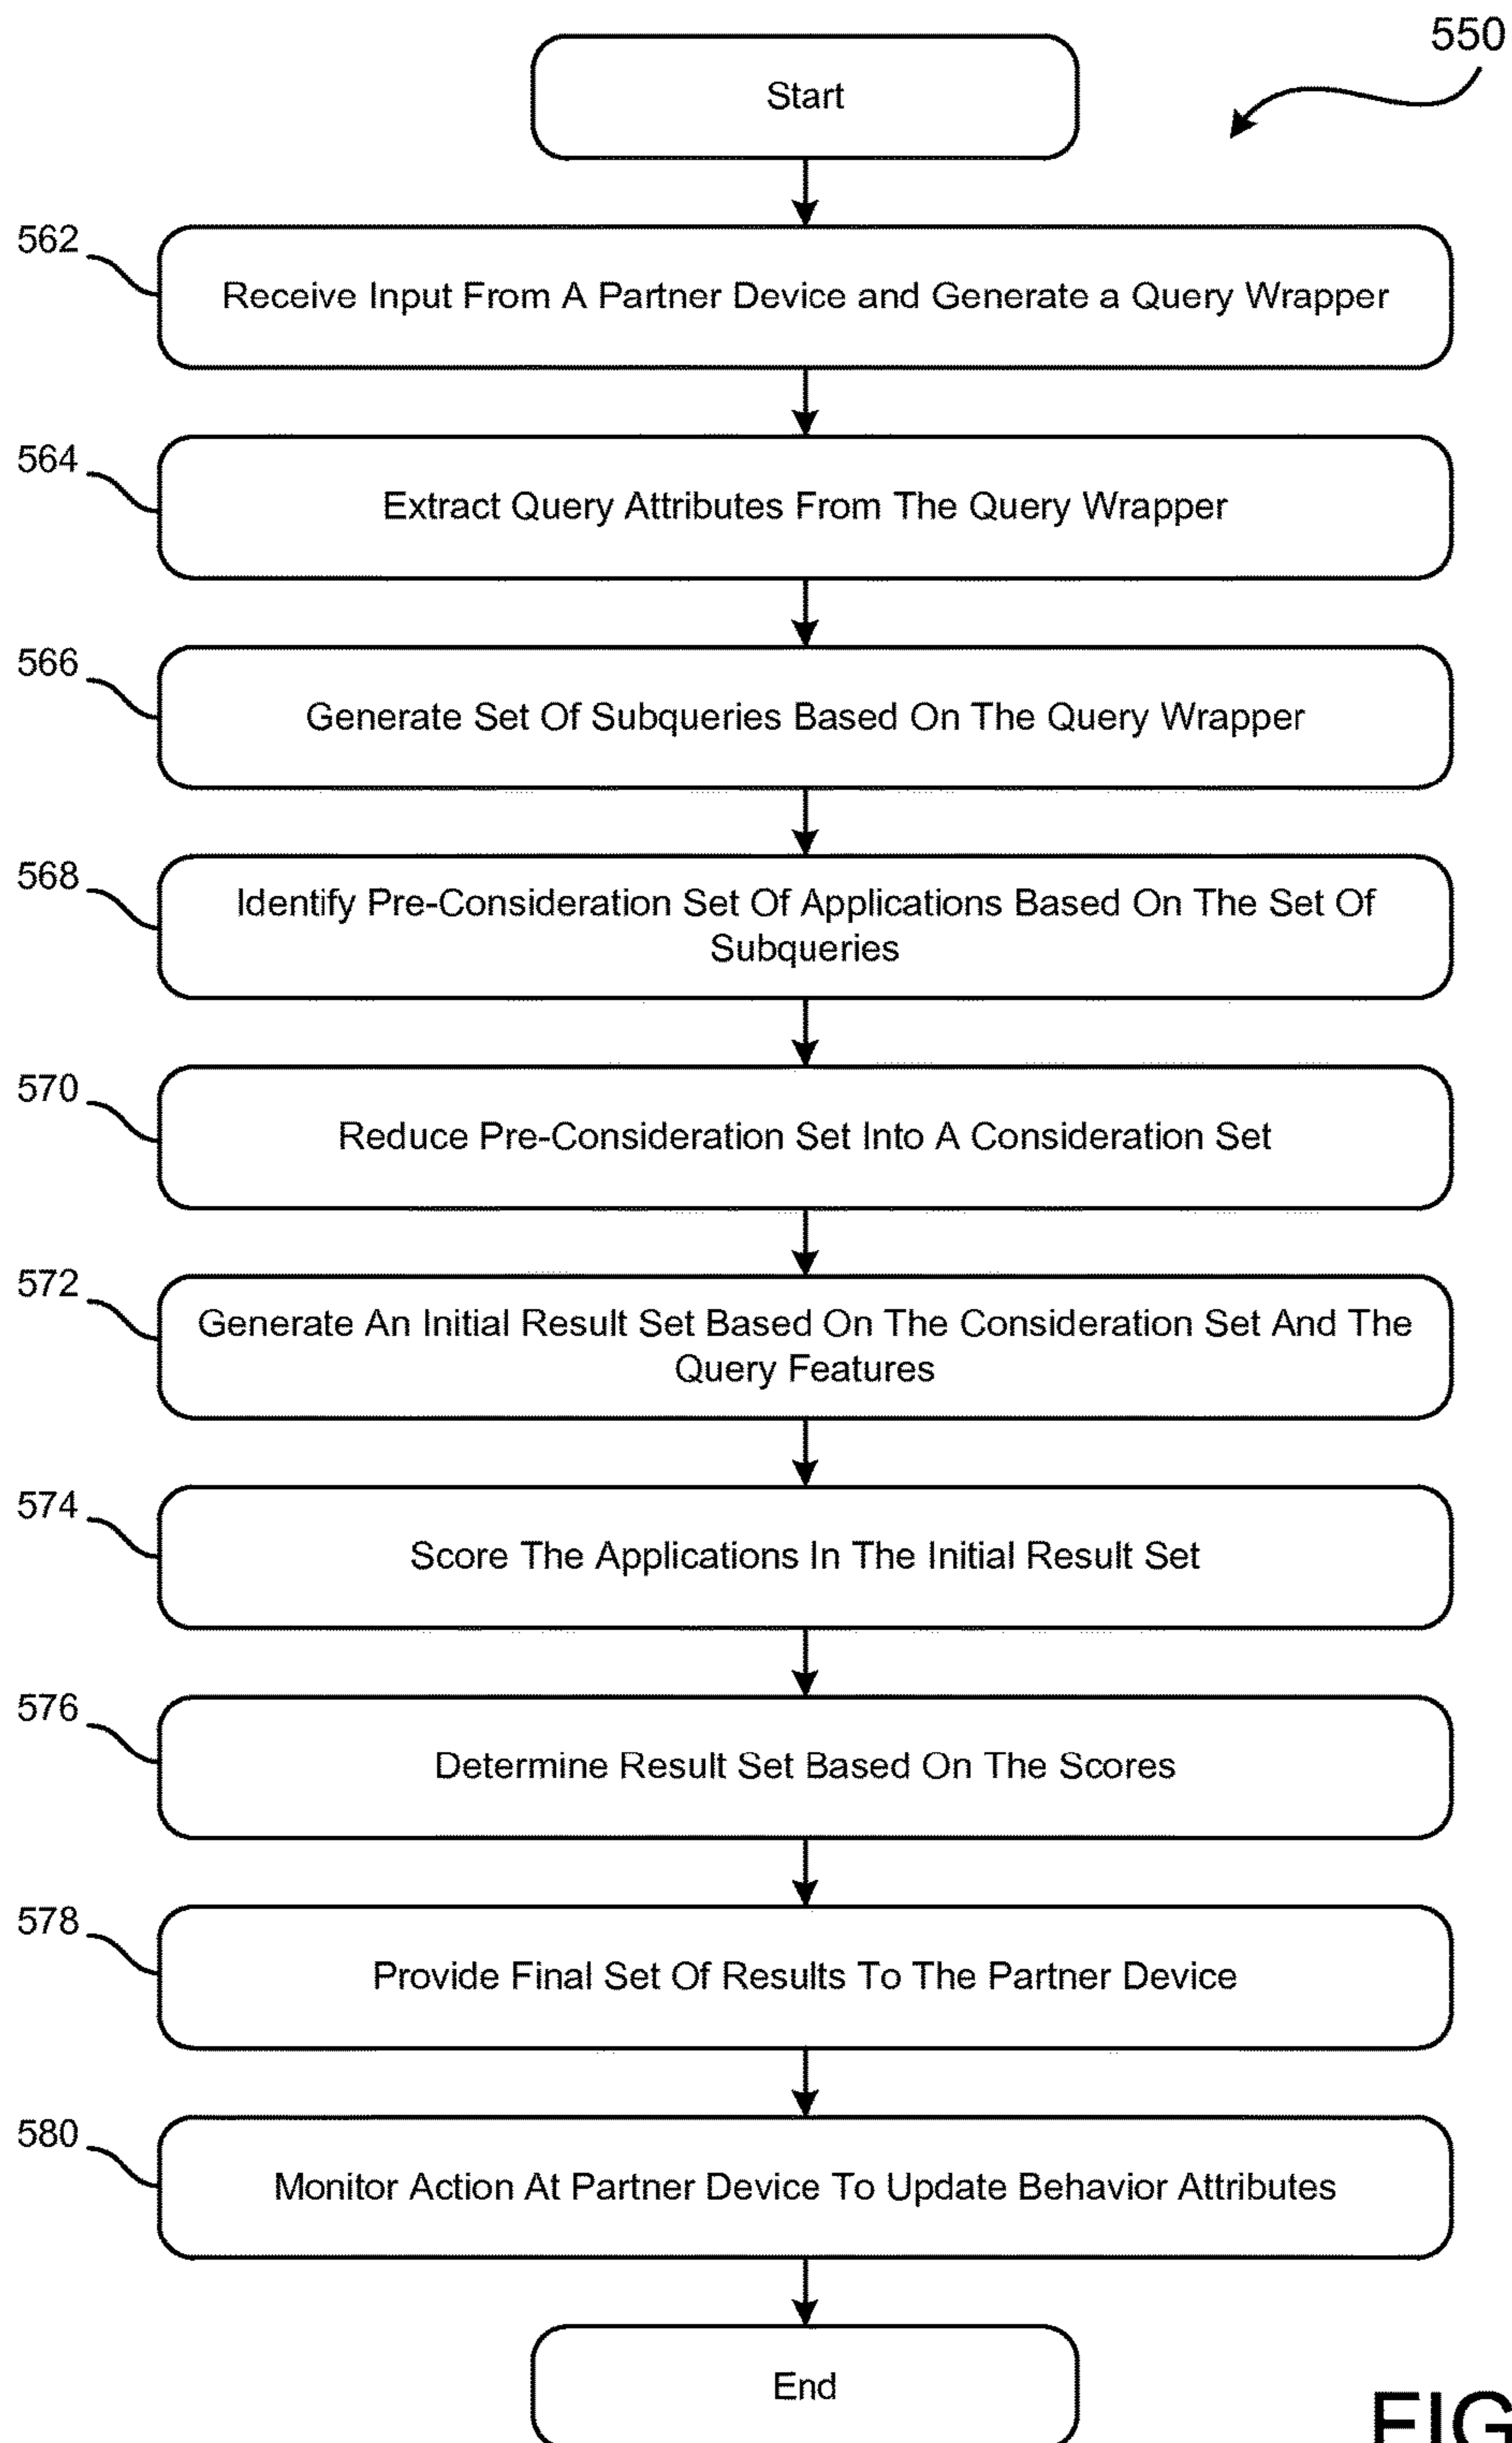 550
Start
562
Receive Input From A Partner Device and Generate a Query Wrapper
564
Extract Query Attributes From The Query Wrapper
566
Generate Set Of Subqueries Based On The Query Wrapper
568
Identify Pre-Consideration Set Of Applications Based On The Set Of
Subqueries
570
Reduce Pre-Consideration Set Into A Consideration Set
572
Generate An Initial Result Set Based On The Consideration Set And The
Query Features
574
Score The Applications In The Initial Result Set
576
Determine Result Set Based On The Scores
578
Provide Final Set Of Results To The Partner Device
580
Monitor Action At Partner Device To Update Behavior Attributes
End
FIG